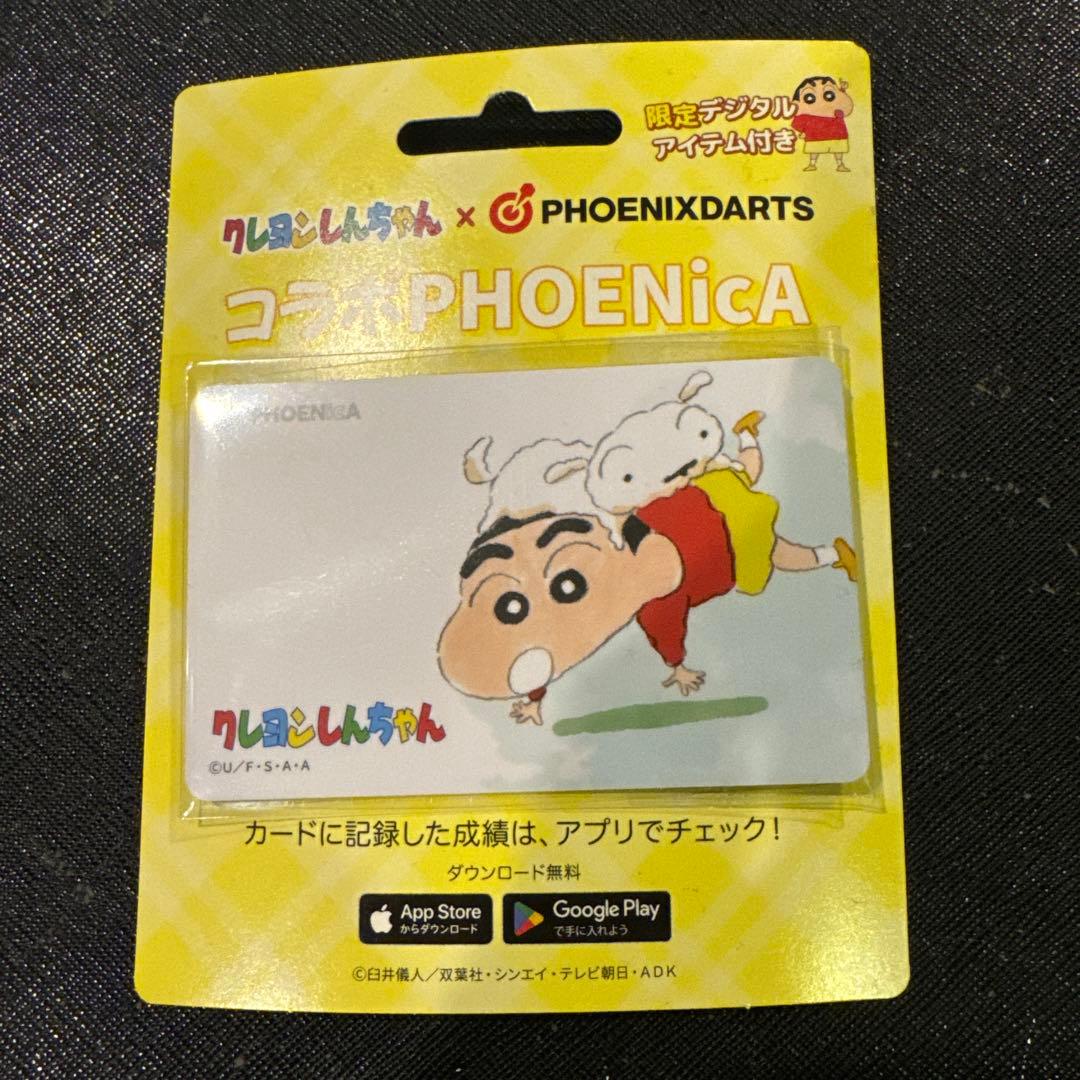 限定デジタル
アイテム付き
クレヨンしんちゃん × PHOENIXDARTS
コラボPHOENicA
PHOENicA
クレヨンしんちゃん
©U/F・S・A・A
カードに記録した成績は、アプリでチェック!
ダウンロード無料
App Store
からダウンロード
Google Play
で手に入れよう
©臼井儀人/双葉社・シンエイ・テレビ朝日・ADK